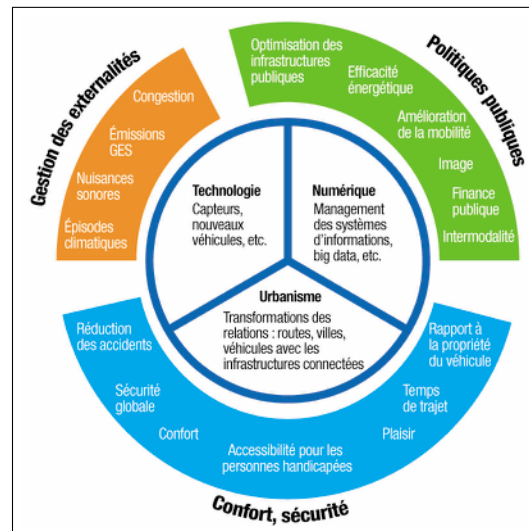 Gestion des externalités
Congestion
Émissions
GES
Nuisances
sonores
Épisodes
climatiques
Politiques publiques
Optimisation des
infrastructures
publiques
Efficacité
énergétique
Amélioration
de la mobilité
Image
Finance
publique
Intermodalité
Technologie
Capteurs,
nouveaux
véhicules, etc.
Numérique
Management
des systèmes
d'informations,
big data, etc.
Urbanisme
Transformations des
relations : routes, villes,
véhicules avec les
infrastructures connectées
Réduction
des accidents
Sécurité
globale
Confort
Accessibilité pour les
personnes handicapées
Plaisir
Temps
de trajet
Rapport à
la propriété
du véhicule
Confort, sécurité